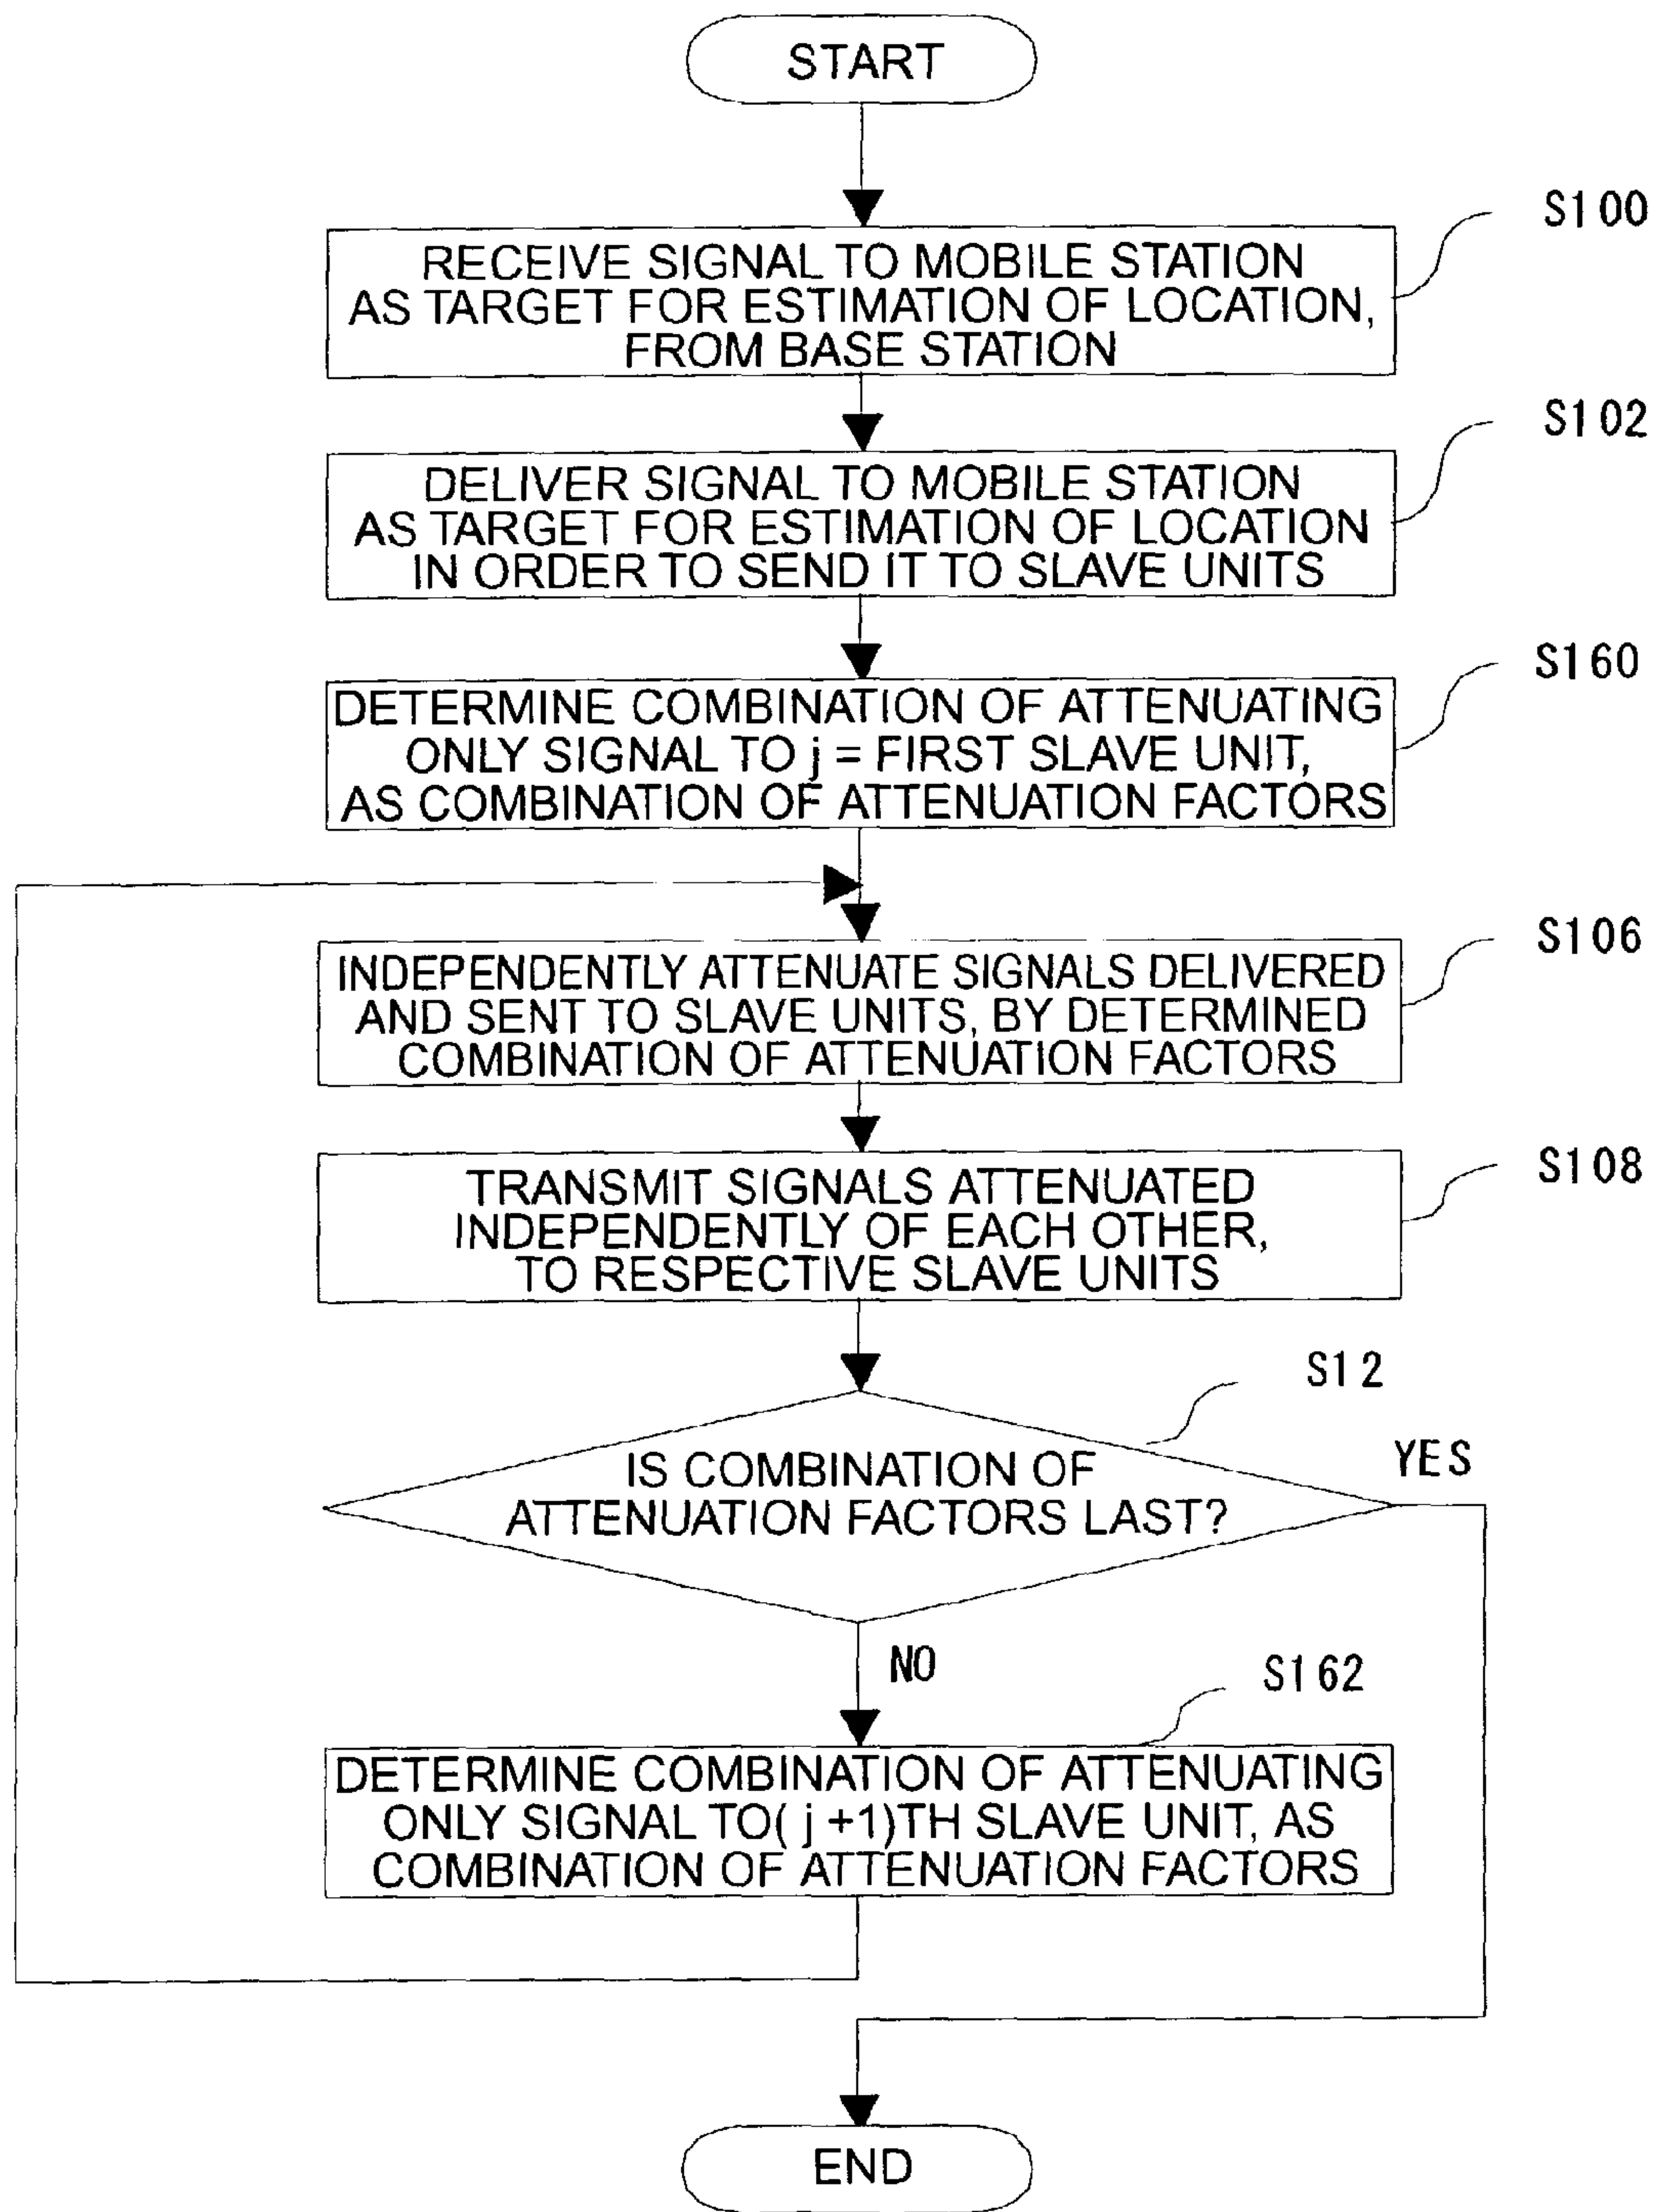 START
S100
RECEIVE SIGNAL TO MOBILE STATION
AS TARGET FOR ESTIMATION OF LOCATION,
FROM BASE STATION
S102
DELIVER SIGNAL TO MOBILE STATION
AS TARGET FOR ESTIMATION OF LOCATION
IN ORDER TO SEND IT TO SLAVE UNITS
S160
DETERMINE COMBINATION OF ATTENUATING
ONLY SIGNAL TO j = FIRST SLAVE UNIT,
AS COMBINATION OF ATTENUATION FACTORS
S106
INDEPENDENTLY ATTENUATE SIGNALS DELIVERED
AND SENT TO SLAVE UNITS, BY DETERMINED
COMBINATION OF ATTENUATION FACTORS
S108
TRANSMIT SIGNALS ATTENUATED
INDEPENDENTLY OF EACH OTHER,
TO RESPECTIVE SLAVE UNITS
S12
YES
IS COMBINATION OF
ATTENUATION FACTORS LAST?
NO
S162
DETERMINE COMBINATION OF ATTENUATING
ONLY SIGNAL TO( j +1)TH SLAVE UNIT, AS
COMBINATION OF ATTENUATION FACTORS
END